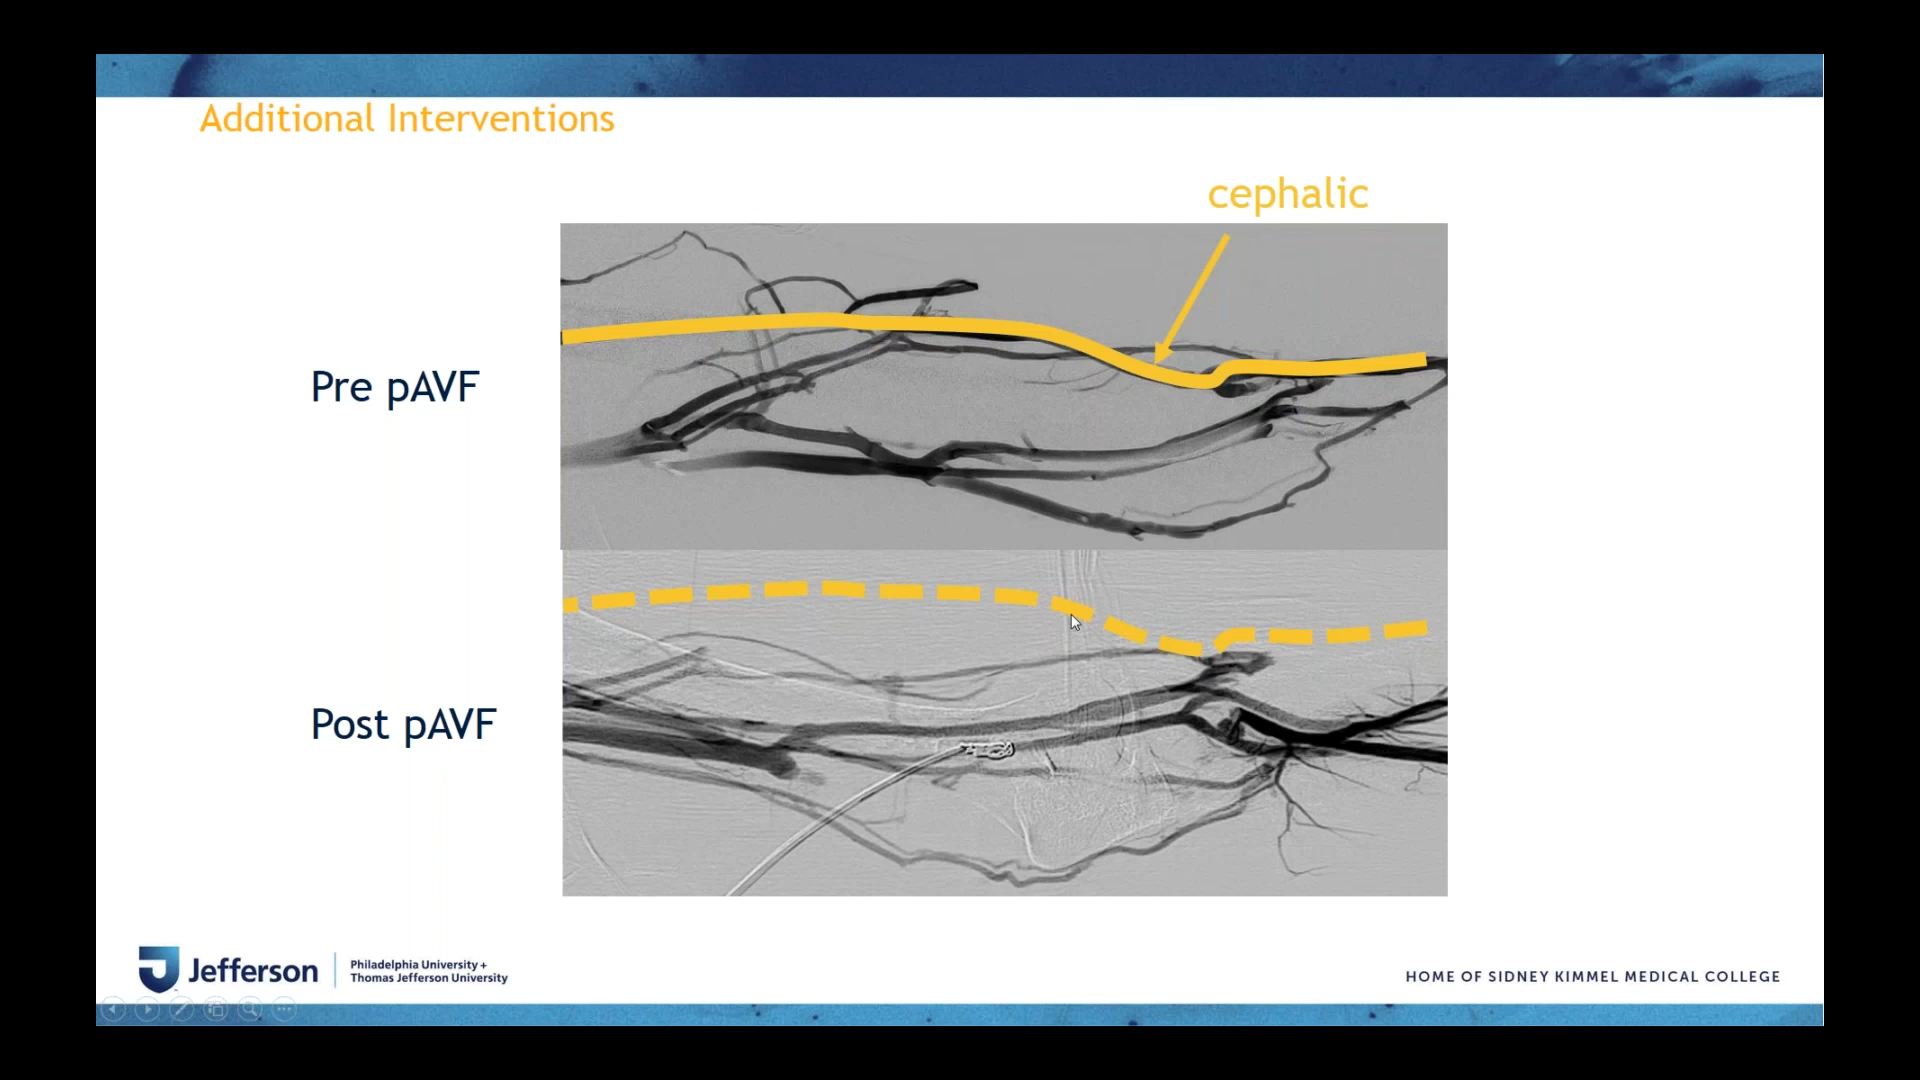 Additional Interventions
cephalic
Pre pAVF
Post pAVF
Jefferson
Philadelphia University +
Thomas Jefferson University
HOME OF SIDNEY KIMMEL MEDICAL COLLEGE